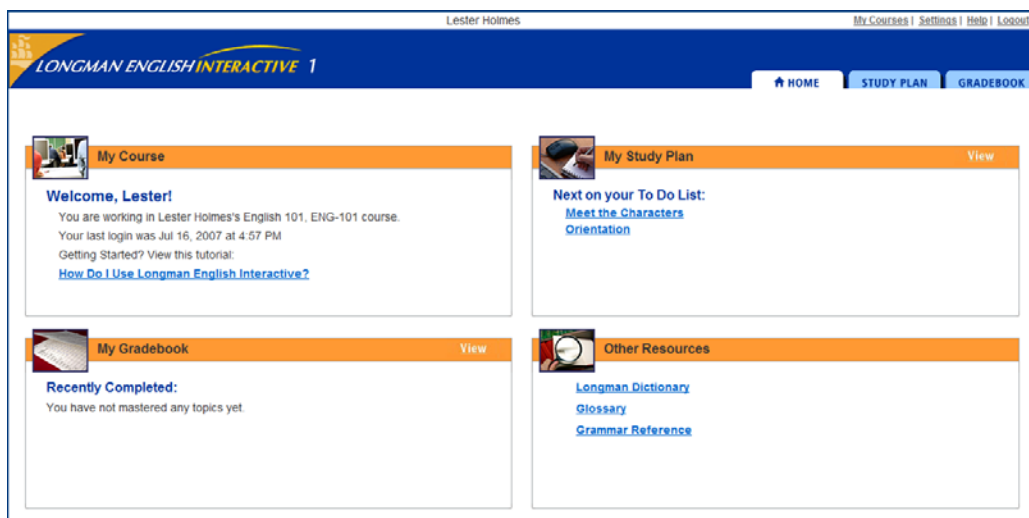 Lester Holmes
My Courses | Settings | Help | Logout
LONGMAN ENGLISH INTERACTIVE 1
HOME
STUDY PLAN
GRADEBOOK
My Course
Welcome, Lester!
You are working in Lester Holmes's English 101, ENG-101 course.
Your last login was Jul 16, 2007 at 4:57 PM
Getting Started? View this tutorial:
How Do I Use Longman English Interactive?
My Study Plan View
Next on your To Do List:
Meet the Characters
Orientation
My Gradebook View
Recently Completed:
You have not mastered any topics yet.
Other Resources
Longman Dictionary
Glossary
Grammar Reference